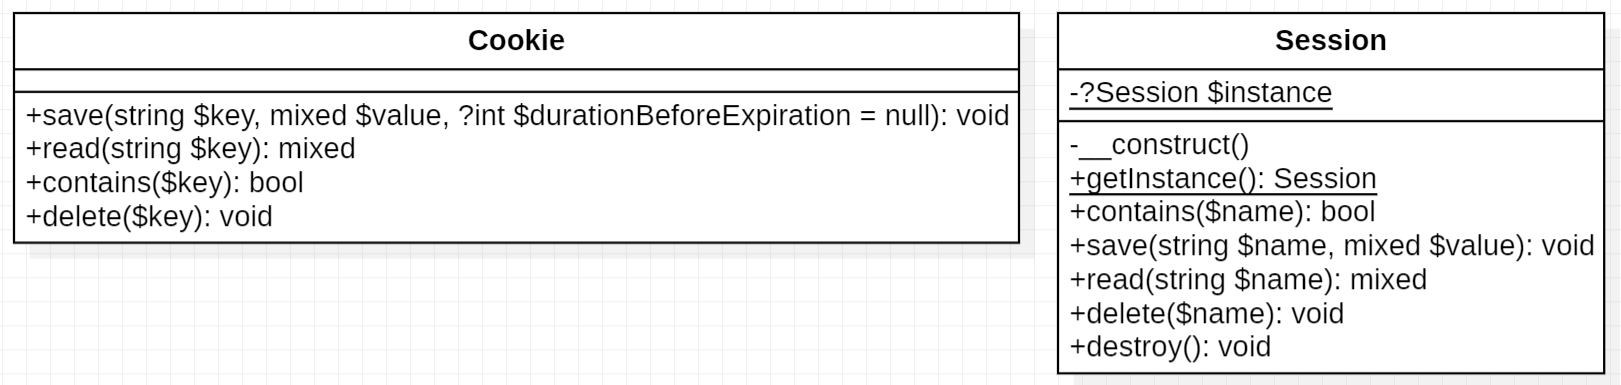 Cookie
+save(string $key, mixed $value, ?int $durationBeforeExpiration = null): void
+read(string $key): mixed
+contains($key): bool
+delete($key): void
Session
-?Session $instance
-__construct()
+getInstance(): Session
+contains($name): bool
+save(string $name, mixed $value): void
+read(string $name): mixed
+delete($name): void
+destroy(): void